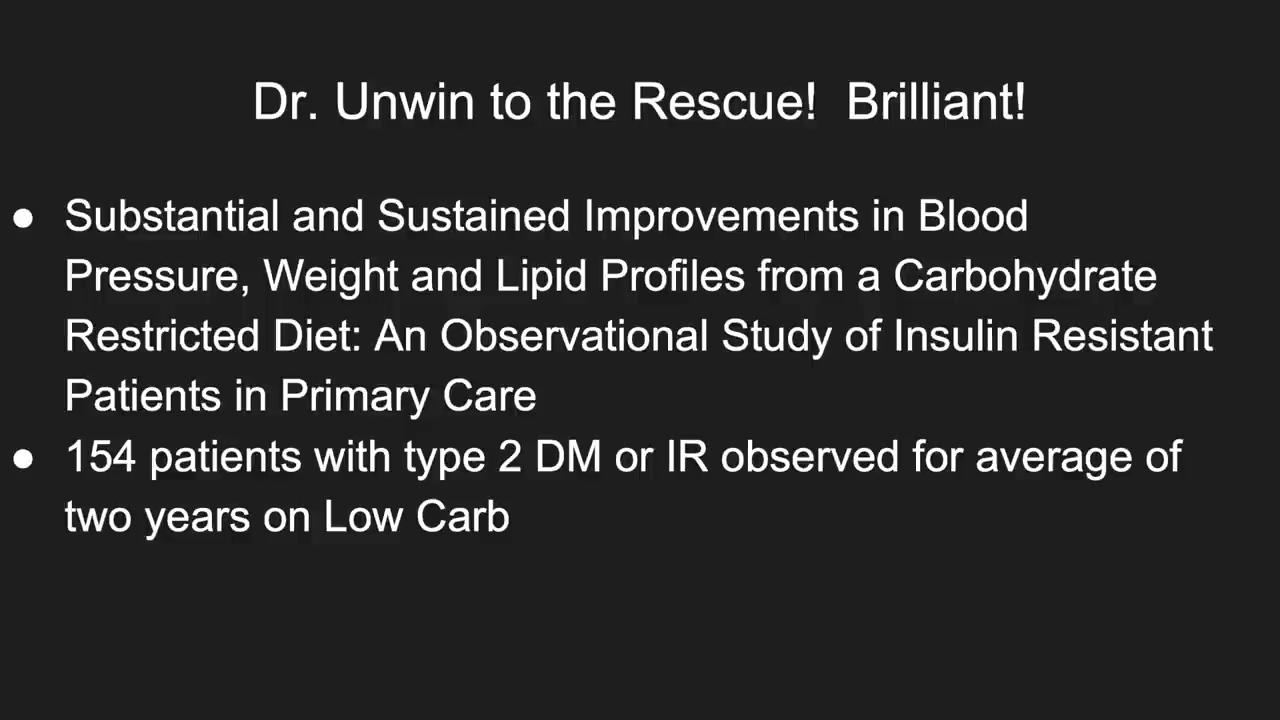 Dr. Unwin to the Rescue!  Brilliant!
● Substantial and Sustained Improvements in Blood
Pressure, Weight and Lipid Profiles from a Carbohydrate
Restricted Diet: An Observational Study of Insulin Resistant
Patients in Primary Care
● 154 patients with type 2 DM or IR observed for average of
two years on Low Carb